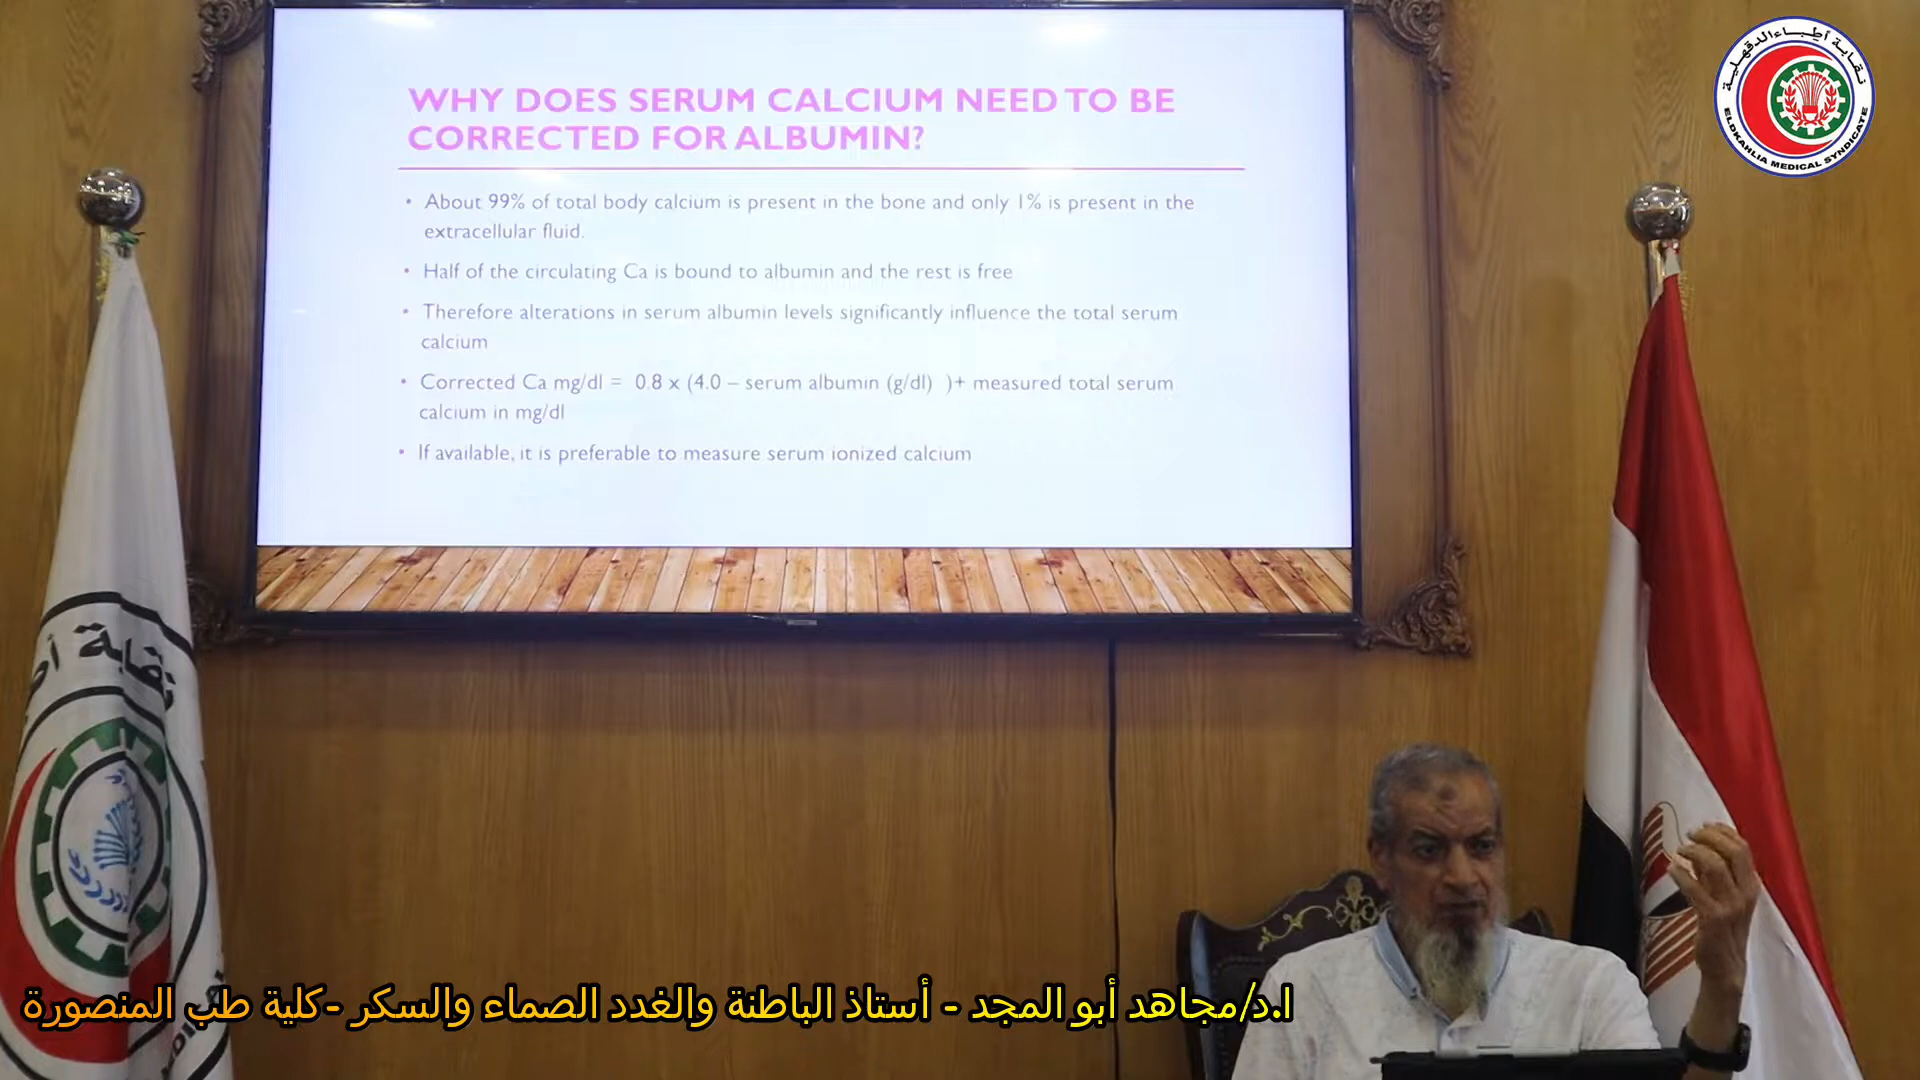 WHY DOES SERUM CALCIUM NEED TO BE
CORRECTED FOR ALBUMIN?
• About 99% of total body calcium is present in the bone and only 1% is present in the
extracellular fluid.
• Half of the circulating Ca is bound to albumin and the rest is free
• Therefore alterations in serum albumin levels significantly influence the total serum
calcium
• Corrected Ca mg/dl = 0.8 x (4.0 – serum albumin (g/dl) )+ measured total serum
calcium in mg/dl
• If available, it is preferable to measure serum ionized calcium
نقابة أطباء الدقهلية
ELDKAHLIA MEDICAL SYNDICATE
نقابة
ا.د/مجاهد أبو المجد - أستاذ الباطنة والغدد الصماء والسكر -كلية طب المنصورة